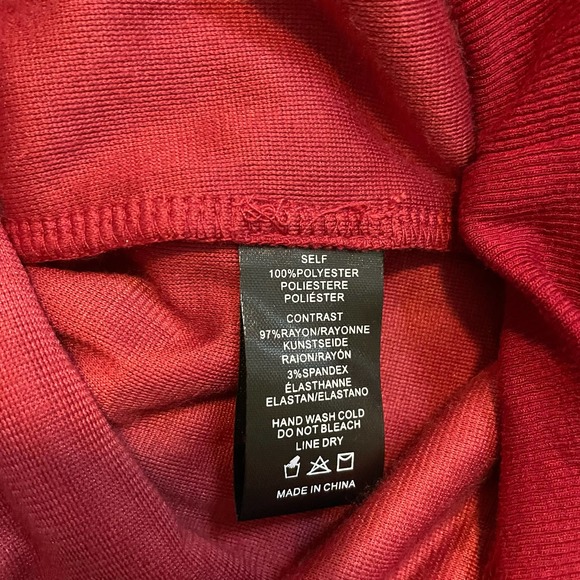 SELF
100%POLYESTER
POLIESTERE
POLIÉSTER
CONTRAST
97%RAYON/RAYONNE
KUNSTSEIDE
RAION/RAYÓN
3%SPANDEX
ÉLASTHANNE
ELASTAN/ELASTANO
HAND WASH COLD
DO NOT BLEACH
LINE DRY
MADE IN CHINA